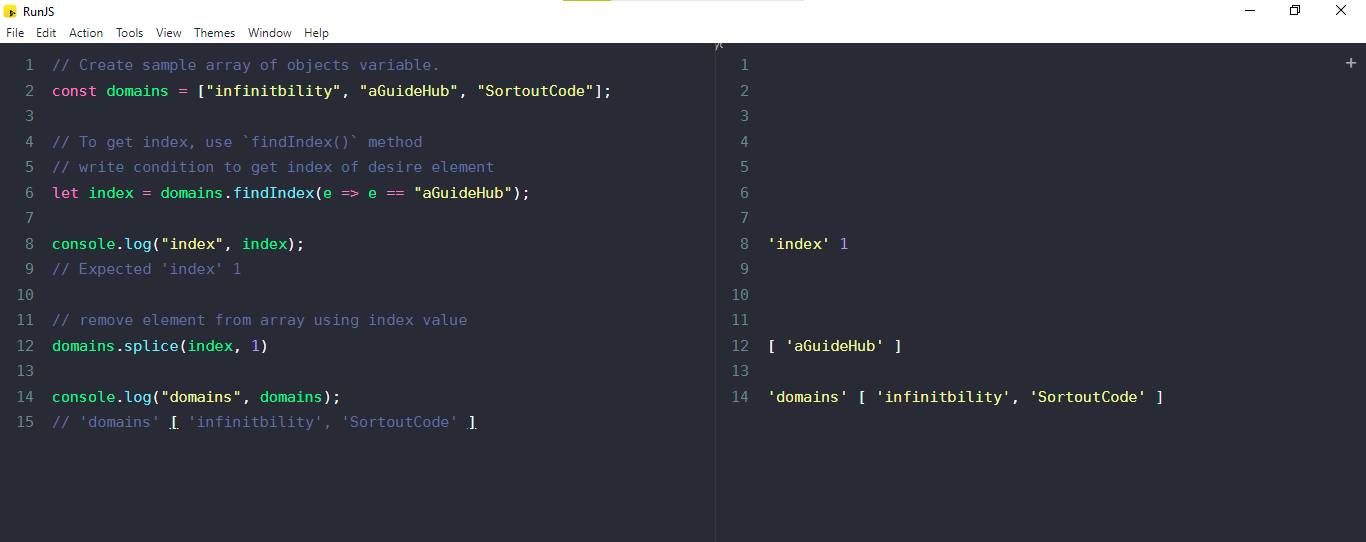 RunJS
File Edit Action Tools View Themes Window Help
1 // Create sample array of objects variable.
2 const domains = ["infinitbility", "aGuideHub", "SortoutCode"];
3
4 // To get index, use `findIndex()` method
5 // write condition to get index of desire element
6 let index = domains.findIndex(e => e == "aGuideHub");
7
8 console.log("index", index);
9 // Expected 'index' 1
10
11 // remove element from array using index value
12 domains.splice(index, 1)
13
14 console.log("domains", domains);
15 // 'domains' [ 'infinitbility', 'SortoutCode' ]
1
2
3
4
5
6
7
8 'index' 1
9
10
11
12 [ 'aGuideHub' ]
13
14 'domains' [ 'infinitbility', 'SortoutCode' ]